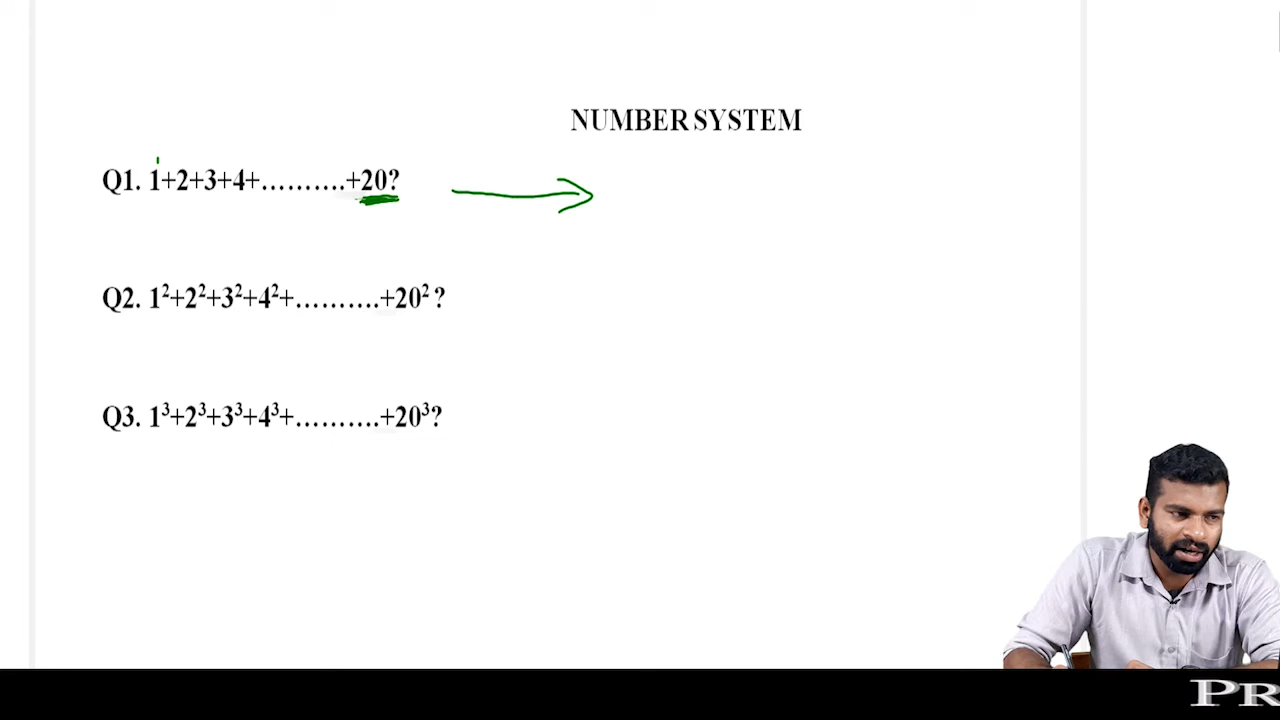 NUMBER SYSTEM
Q1. 1+2+3+4+……….+20?
Q2. 1²+2²+3²+4²+……….+20² ?
Q3. 1³+2³+3³+4³+……….+20³?
PR